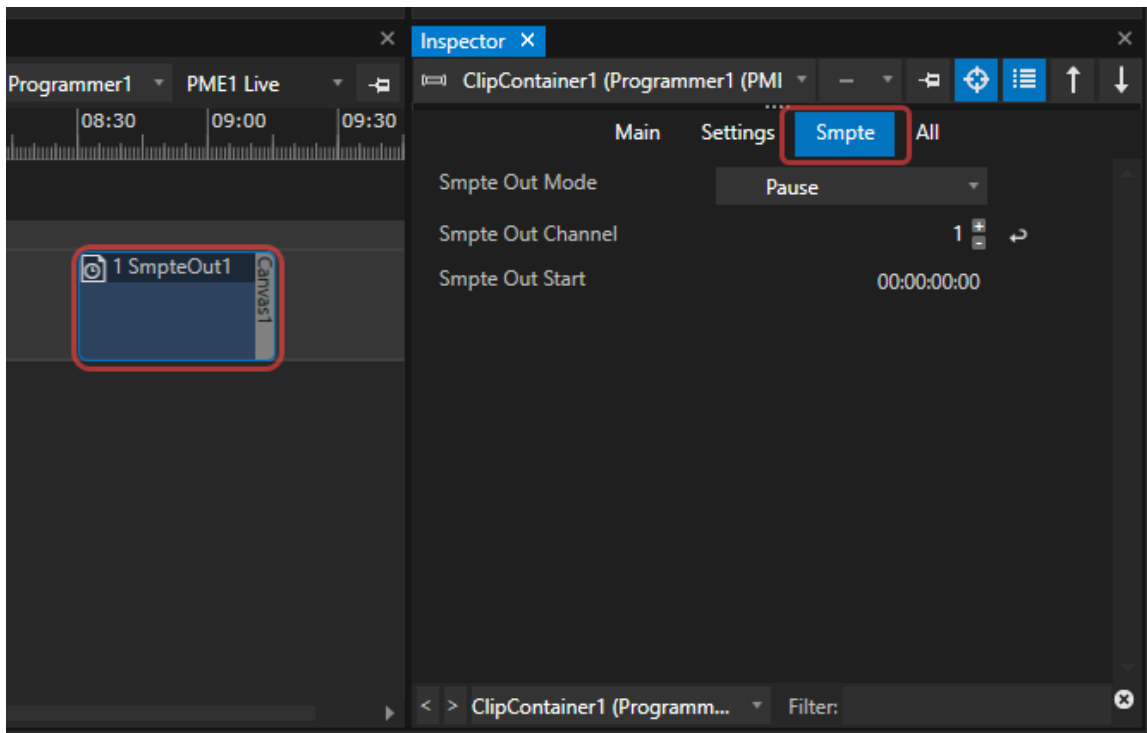 Inspector
Programmer1 PME1 Live
ClipContainer1 (Programmer1 (PMI
08:30 09:00 09:30
Main Settings Smpte All
Smpte Out Mode Pause
Smpte Out Channel 1
1 SmpteOut1
Canvas1
Smpte Out Start 00:00:00:00
< > ClipContainer1 (Programm... Filter: